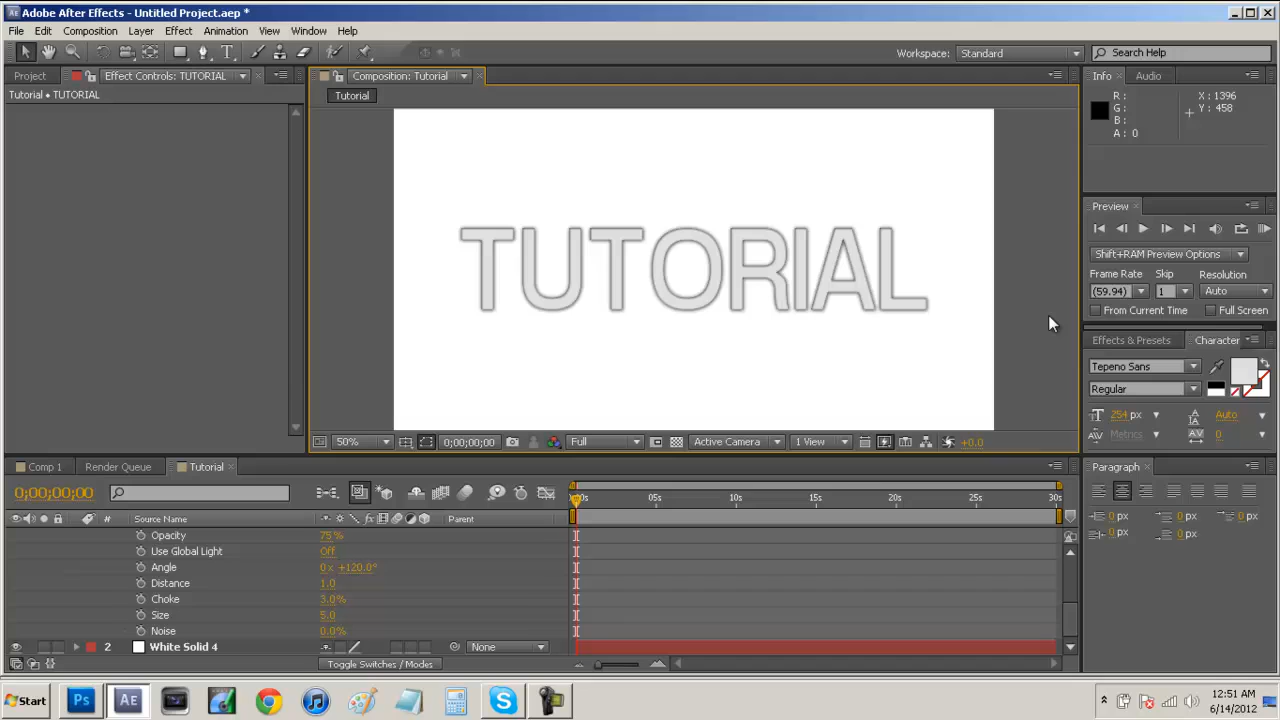 Adobe After Effects - Untitled Project.aep *
File Edit Composition Layer Effect Animation View Window Help
Workspace: Standard Search Help
Project Effect Controls: TUTORIAL Composition: Tutorial Info Audio
Tutorial • TUTORIAL
Tutorial
R: X: 1396
G: Y: 458
B:
A: 0
TUTORIAL
Preview
Shift+RAM Preview Options
Frame Rate Skip Resolution
(59.94) 1 Auto
From Current Time Full Screen
Effects & Presets Character
Tepeno Sans
Regular
254 px Auto
Metrics 0
50% 0;00;00;00 Full Active Camera 1 View +0.0
Comp 1 Render Queue Tutorial Paragraph
0;00;00;00 05s 10s 15s 20s 25s 30s
# Source Name Parent
0 px 0 px 0 px
0 px 0 px
Opacity 75%
Use Global Light Off
Angle 0x +120.0°
Distance 1.0
Choke 3.0%
Size 5.0
Noise 0.0%
2 White Solid 4 None
Toggle Switches / Modes
Start Ps AE 12:51 AM
6/14/2012